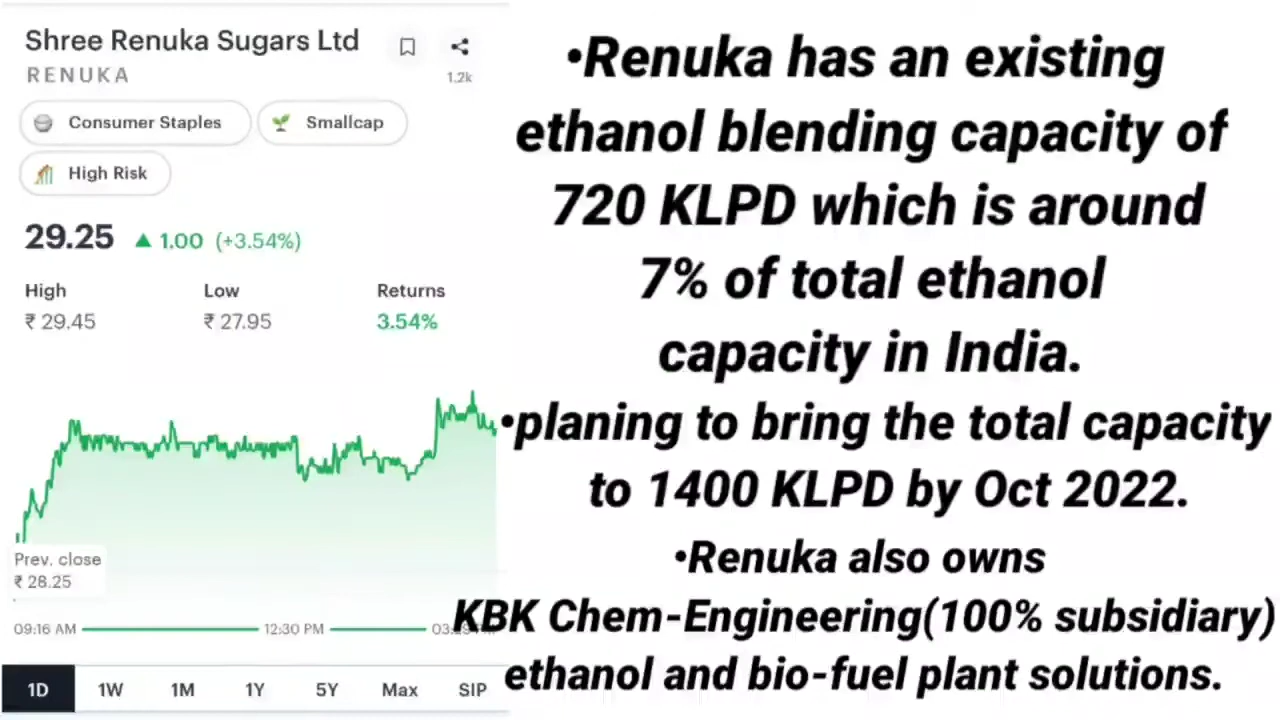 Shree Renuka Sugars Ltd
RENUKA
1.2k
Consumer Staples
Smallcap
High Risk
29.25 ▲ 1.00 (+3.54%)
High Low Returns
₹ 29.45 ₹ 27.95 3.54%
Prev. close
₹ 28.25
09:16 AM 12:30 PM
1D 1W 1M 1Y 5Y Max SIP
•Renuka has an existing
ethanol blending capacity of
720 KLPD which is around
7% of total ethanol
capacity in India.
•planing to bring the total capacity
to 1400 KLPD by Oct 2022.
•Renuka also owns
KBK Chem-Engineering(100% subsidiary)
ethanol and bio-fuel plant solutions.